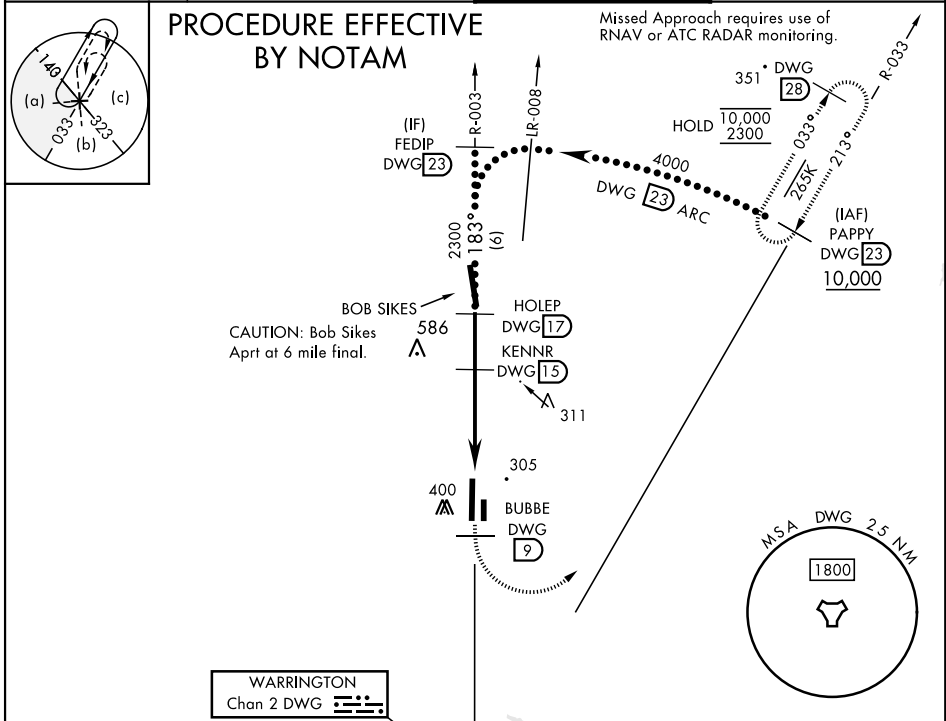 PROCEDURE EFFECTIVE
BY NOTAM
Missed Approach requires use of
RNAV or ATC RADAR monitoring.
140
(a)
(c)
033
(b)
323
R-003
LR-008
R-033
351
DWG
28
HOLD
10,000
2300
033°
213°
265K
(IF)
FEDIP
DWG 23
4000
DWG 23 ARC
(IAF)
PAPPY
DWG 23
10,000
2300
183°
(6)
BOB SIKES
CAUTION: Bob Sikes
Aprt at 6 mile final.
586
HOLEP
DWG 17
KENNR
DWG 15
311
305
400
BUBBE
DWG
9
MSA DWG 25 NM
1800
WARRINGTON
Chan 2 DWG